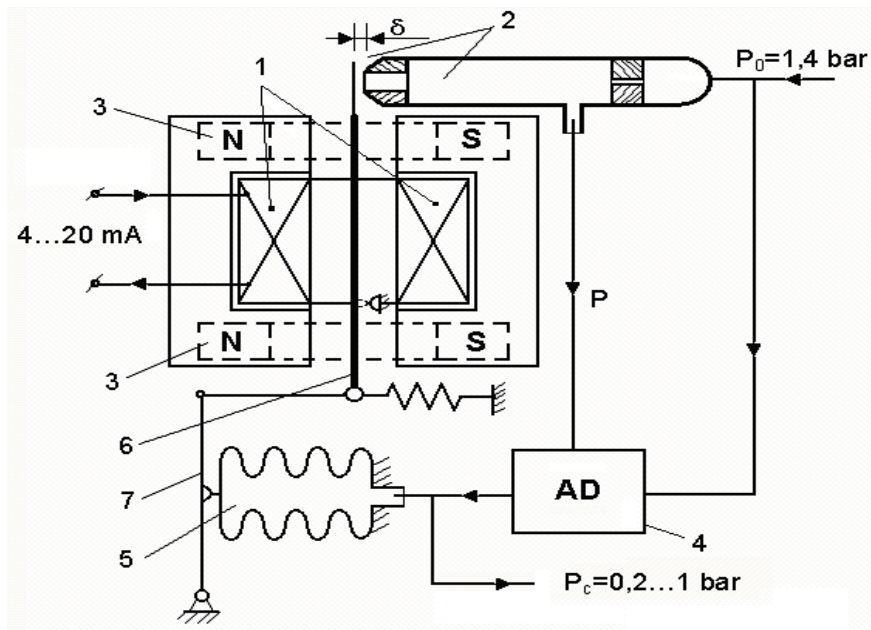 δ
2
P₀=1,4 bar
1
3
N
S
4...20 mA
P
N
S
3
6
7
AD
5
4
P_c=0,2...1 bar